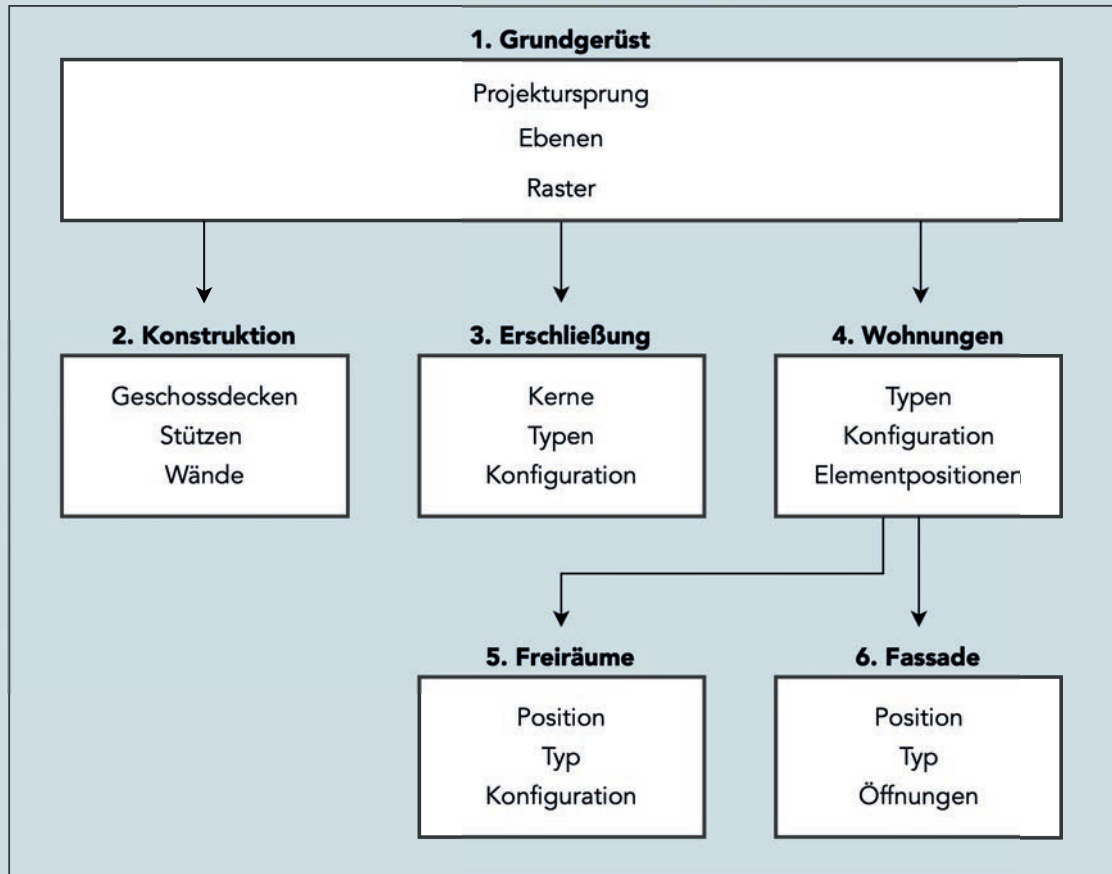 1. Grundgerüst
Projektursprung
Ebenen
Raster
2. Konstruktion
Geschossdecken
Stützen
Wände
3. Erschließung
Kerne
Typen
Konfiguration
4. Wohnungen
Typen
Konfiguration
Elementpositionen
5. Freiräume
Position
Typ
Konfiguration
6. Fassade
Position
Typ
Öffnungen